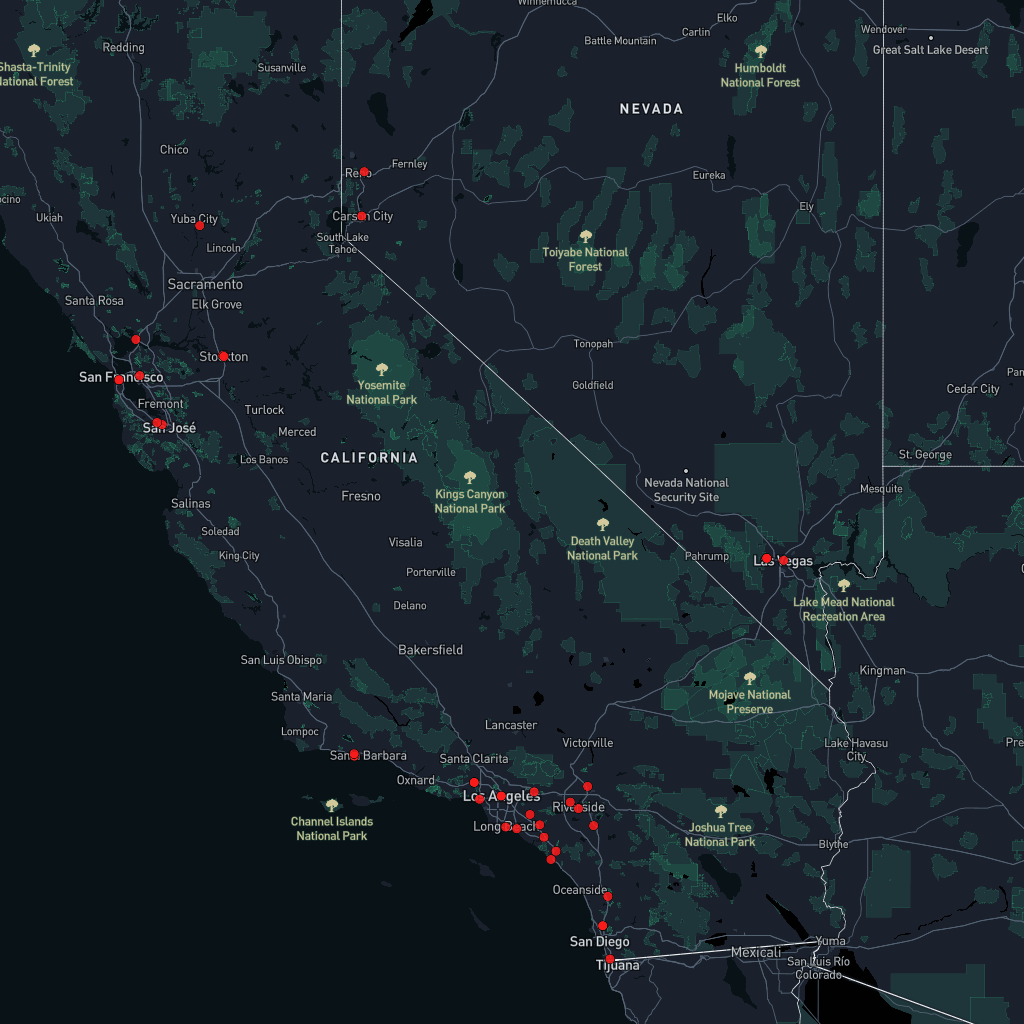 Winnemucca
Elko
Carlin
Wendover
Battle Mountain
Redding
Great Salt Lake Desert
Shasta-Trinity
National Forest
Susanville
Humboldt
National Forest
NEVADA
Chico
Reno
Fernley
Eureka
Ely
Ukiah
Yuba City
Carson City
South Lake
Tahoe
Lincoln
Toiyabe National
Forest
Sacramento
Santa Rosa
Elk Grove
Tonopah
Stockton
San Francisco
Yosemite
National Park
Goldfield
Cedar City
Fremont
Turlock
San José
Merced
CALIFORNIA
Los Banos
St. George
Nevada National
Security Site
Mesquite
Kings Canyon
National Park
Fresno
Salinas
Soledad
King City
Visalia
Death Valley
National Park
Pahrump
Las Vegas
Porterville
Delano
Lake Mead National
Recreation Area
Bakersfield
San Luis Obispo
Kingman
Santa Maria
Mojave National
Preserve
Lompoc
Lancaster
Victorville
Lake Havasu
City
Santa Barbara
Santa Clarita
Oxnard
Los Angeles
Riverside
Channel Islands
National Park
Long Beach
Joshua Tree
National Park
Blythe
Oceanside
San Diego
Yuma
Mexicali
Tijuana
San Luis Río
Colorado